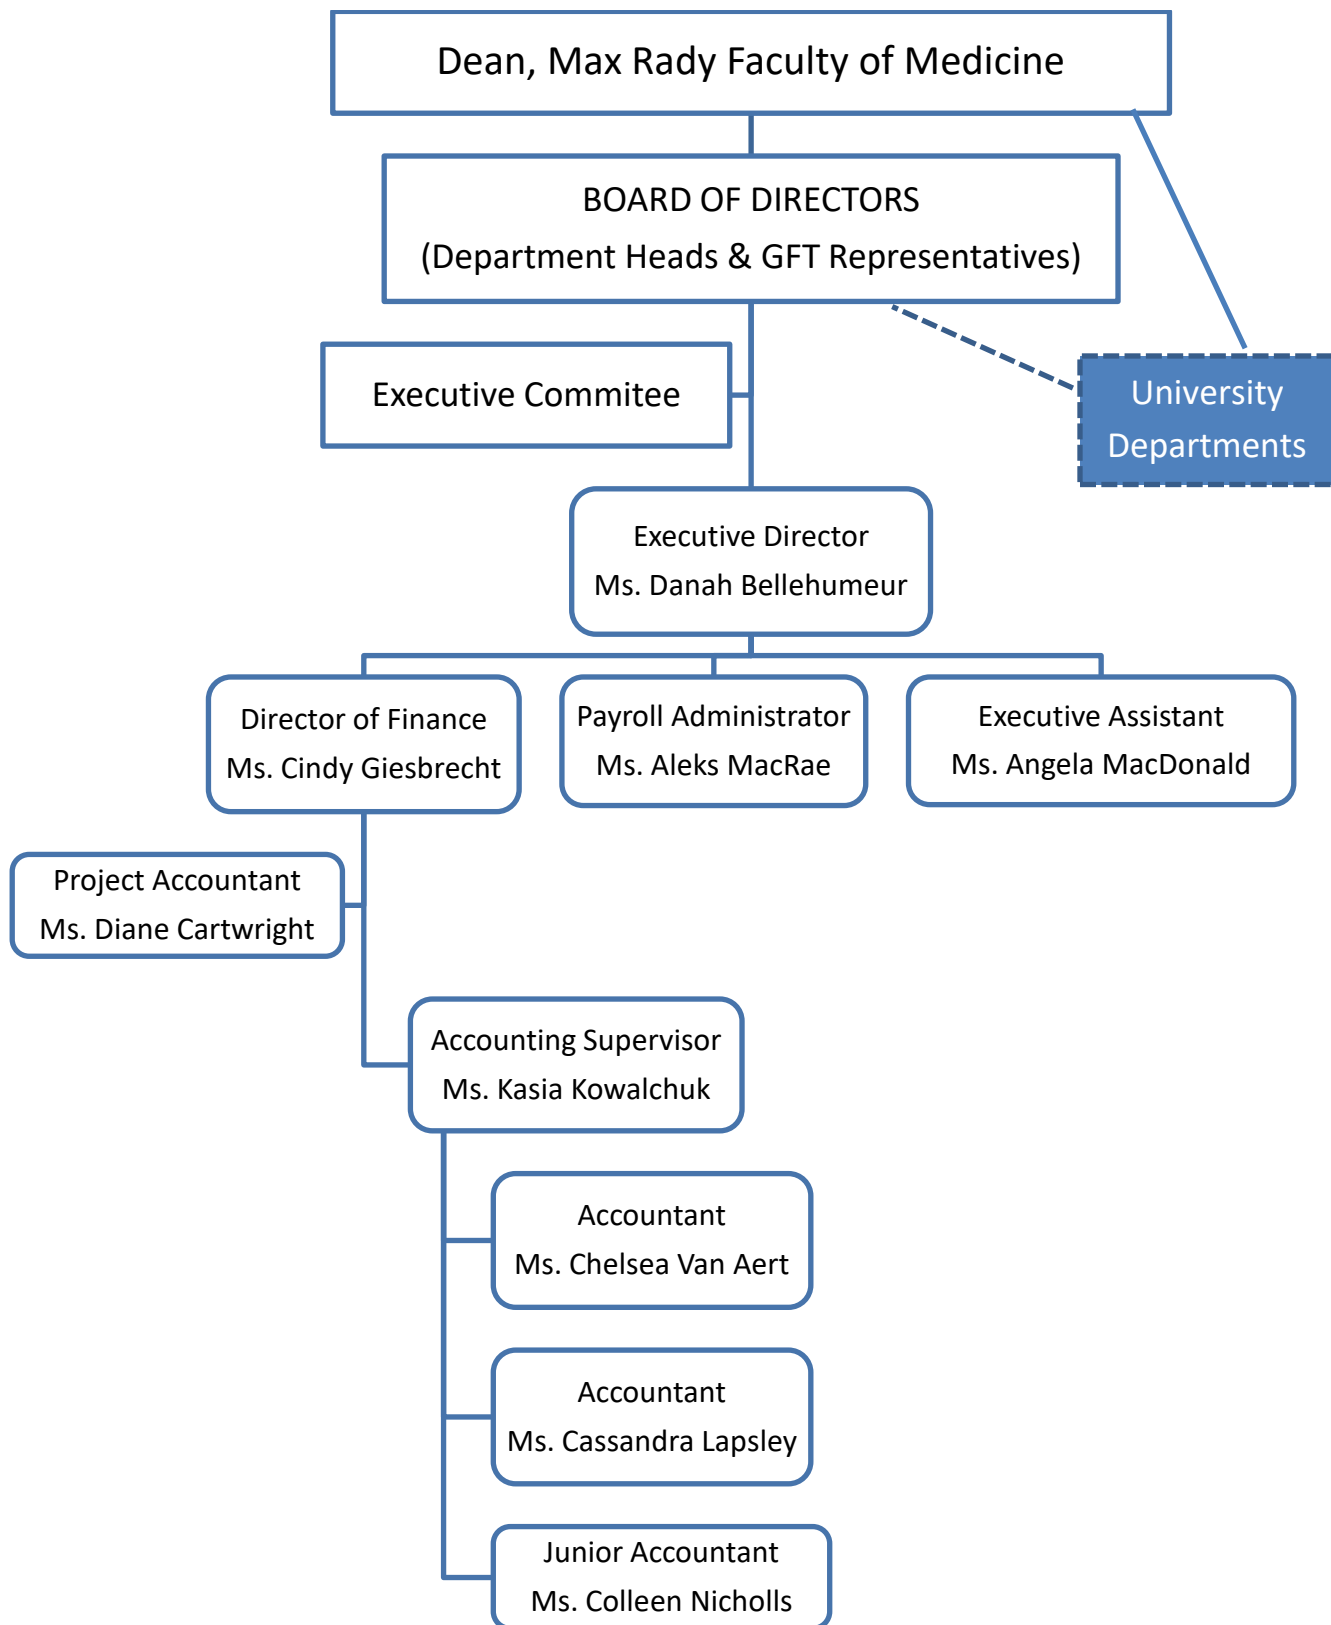 Dean, Max Rady Faculty of Medicine
BOARD OF DIRECTORS
(Department Heads & GFT Representatives)
Executive Commitee
University
Departments
Executive Director
Ms. Danah Bellehumeur
Director of Finance
Ms. Cindy Giesbrecht
Payroll Administrator
Ms. Aleks MacRae
Executive Assistant
Ms. Angela MacDonald
Project Accountant
Ms. Diane Cartwright
Accounting Supervisor
Ms. Kasia Kowalchuk
Accountant
Ms. Chelsea Van Aert
Accountant
Ms. Cassandra Lapsley
Junior Accountant
Ms. Colleen Nicholls